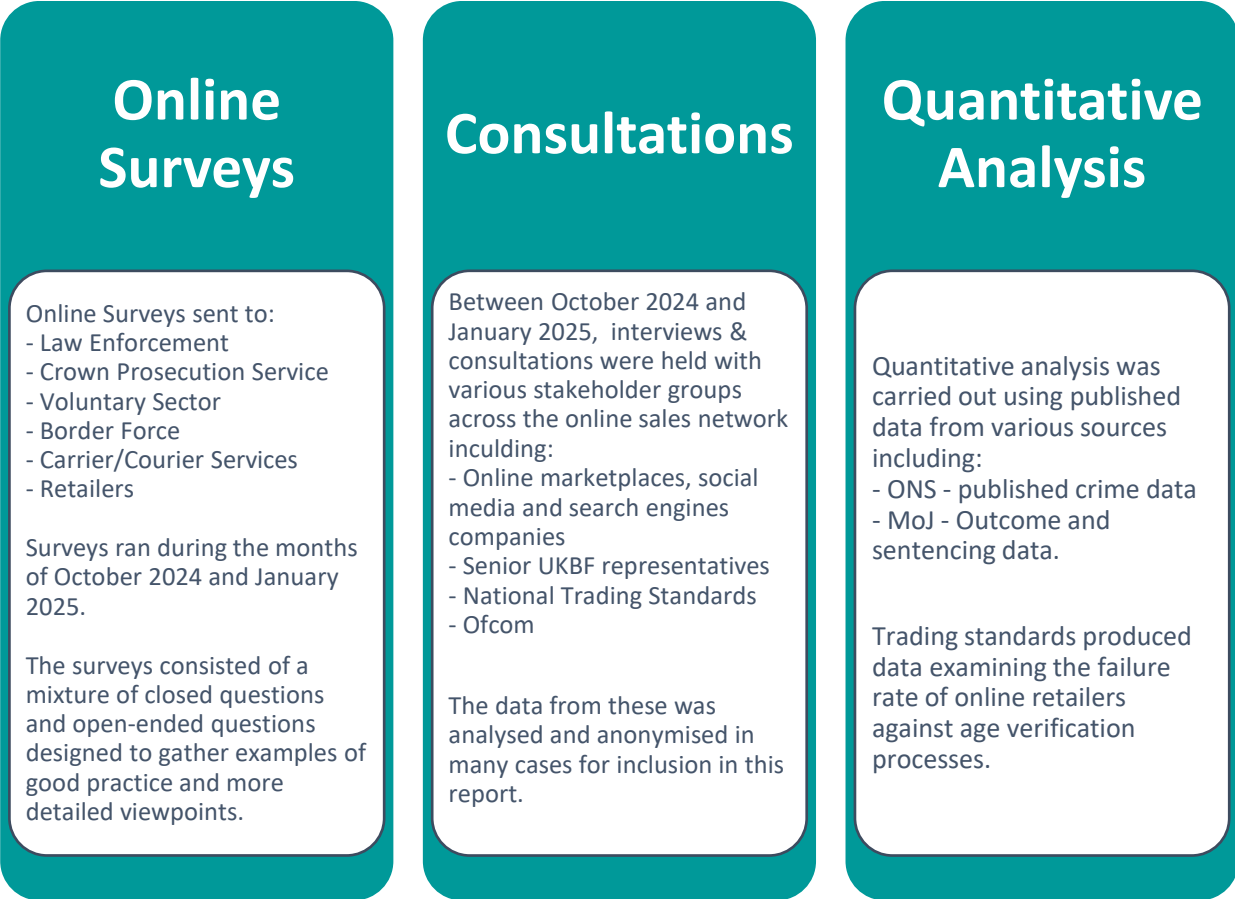 Online
Surveys
Online Surveys sent to:
- Law Enforcement
- Crown Prosecution Service
- Voluntary Sector
- Border Force
- Carrier/Courier Services
- Retailers
Surveys ran during the months
of October 2024 and January
2025.
The surveys consisted of a
mixture of closed questions
and open-ended questions
designed to gather examples of
good practice and more
detailed viewpoints.
Consultations
Between October 2024 and
January 2025,  interviews &
consultations were held with
various stakeholder groups
across the online sales network
inculding:
- Online marketplaces, social
media and search engines
companies
- Senior UKBF representatives
- National Trading Standards
- Ofcom
The data from these was
analysed and anonymised in
many cases for inclusion in this
report.
Quantitative
Analysis
Quantitative analysis was
carried out using published
data from various sources
including:
- ONS - published crime data
- MoJ - Outcome and
sentencing data.
Trading standards produced
data examining the failure
rate of online retailers
against age verification
processes.